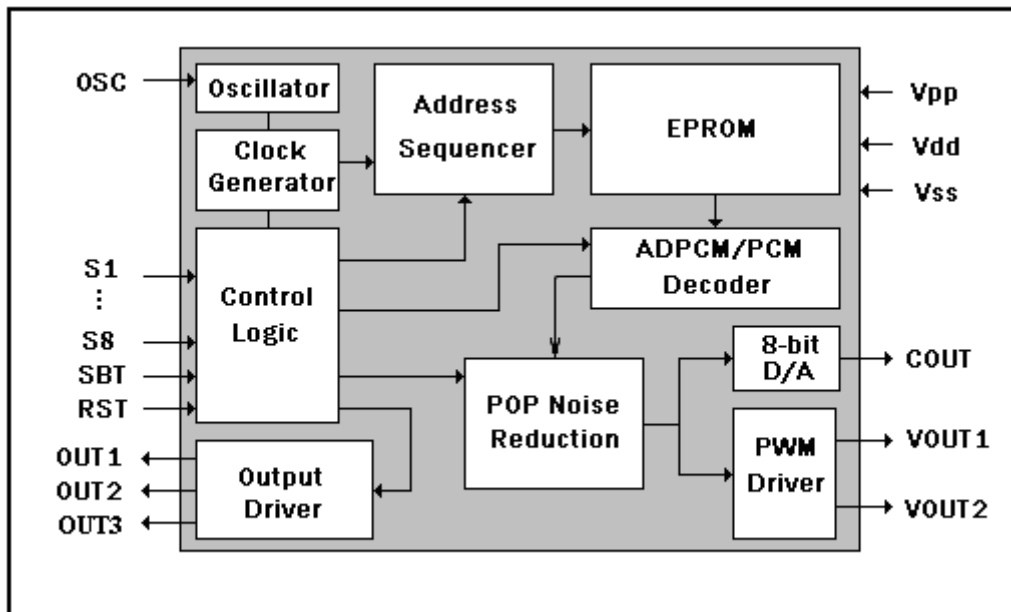 OSC
Oscillator
Clock
Generator
Address
Sequencer
EPROM
Vpp
Vdd
Vss
S1
⋮
S8
SBT
RST
Control
Logic
ADPCM/PCM
Decoder
POP Noise
Reduction
8-bit
D/A
COUT
PWM
Driver
VOUT1
VOUT2
OUT1
OUT2
OUT3
Output
Driver